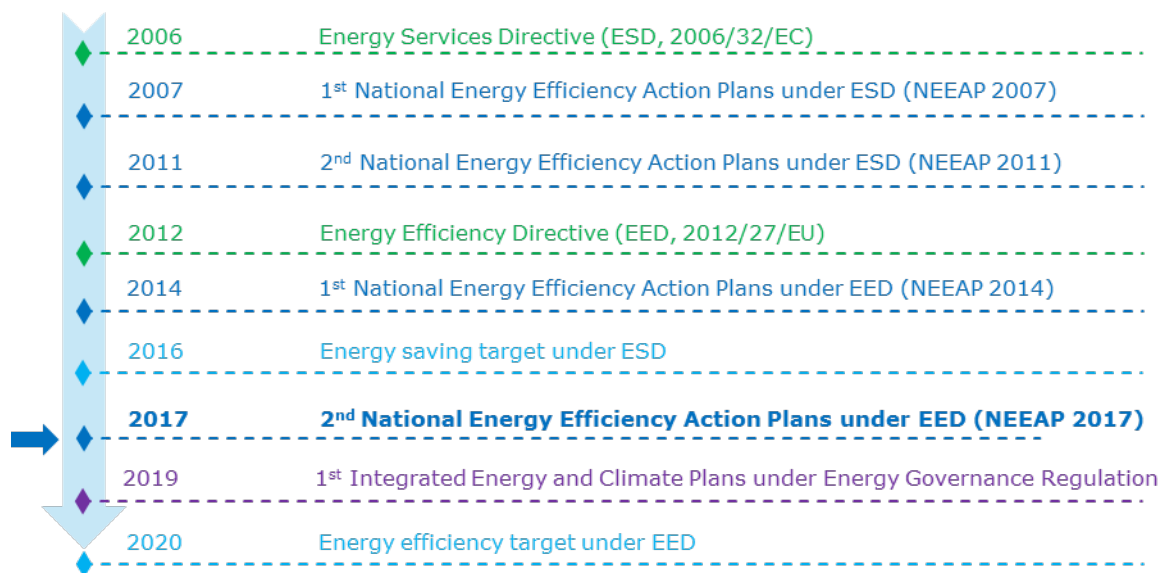 2006 Energy Services Directive (ESD, 2006/32/EC)
2007 1st National Energy Efficiency Action Plans under ESD (NEEAP 2007)
2011 2nd National Energy Efficiency Action Plans under ESD (NEEAP 2011)
2012 Energy Efficiency Directive (EED, 2012/27/EU)
2014 1st National Energy Efficiency Action Plans under EED (NEEAP 2014)
2016 Energy saving target under ESD
2017 2nd National Energy Efficiency Action Plans under EED (NEEAP 2017)
2019 1st Integrated Energy and Climate Plans under Energy Governance Regulation
2020 Energy efficiency target under EED